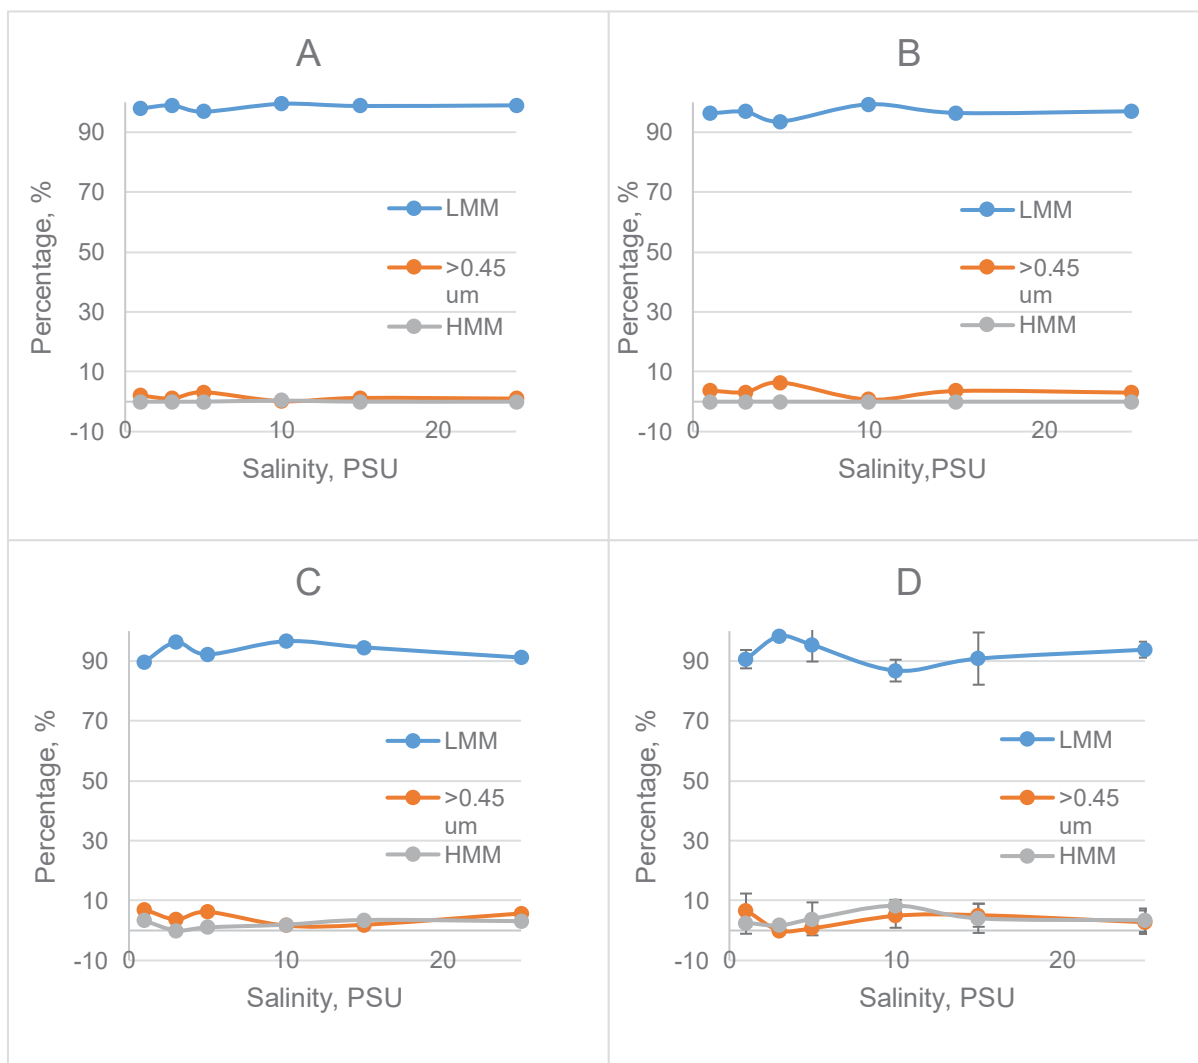 A
90
70
50
30
10
-10
0
10
20
Percentage, %
Salinity, PSU
LMM
>0.45
um
HMM
B
90
70
50
30
10
-10
0
10
20
Percentage, %
Salinity,PSU
LMM
>0.45
um
HMM
C
90
70
50
30
10
-10
0
10
20
Percentage, %
Salinity, PSU
LMM
>0.45
um
HMM
D
90
70
50
30
10
-10
0
10
20
Percentage, %
Salinity, PSU
LMM
>0.45
um
HMM